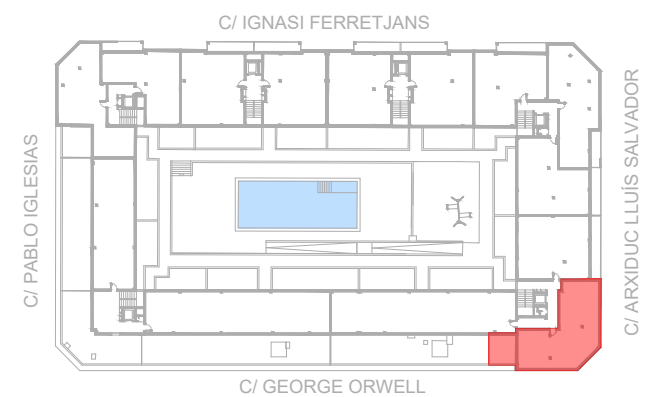 C/ IGNASI FERRETJANS
C/ PABLO IGLESIAS
C/ ARXIDUC LLUÍS SALVADOR
C/ GEORGE ORWELL